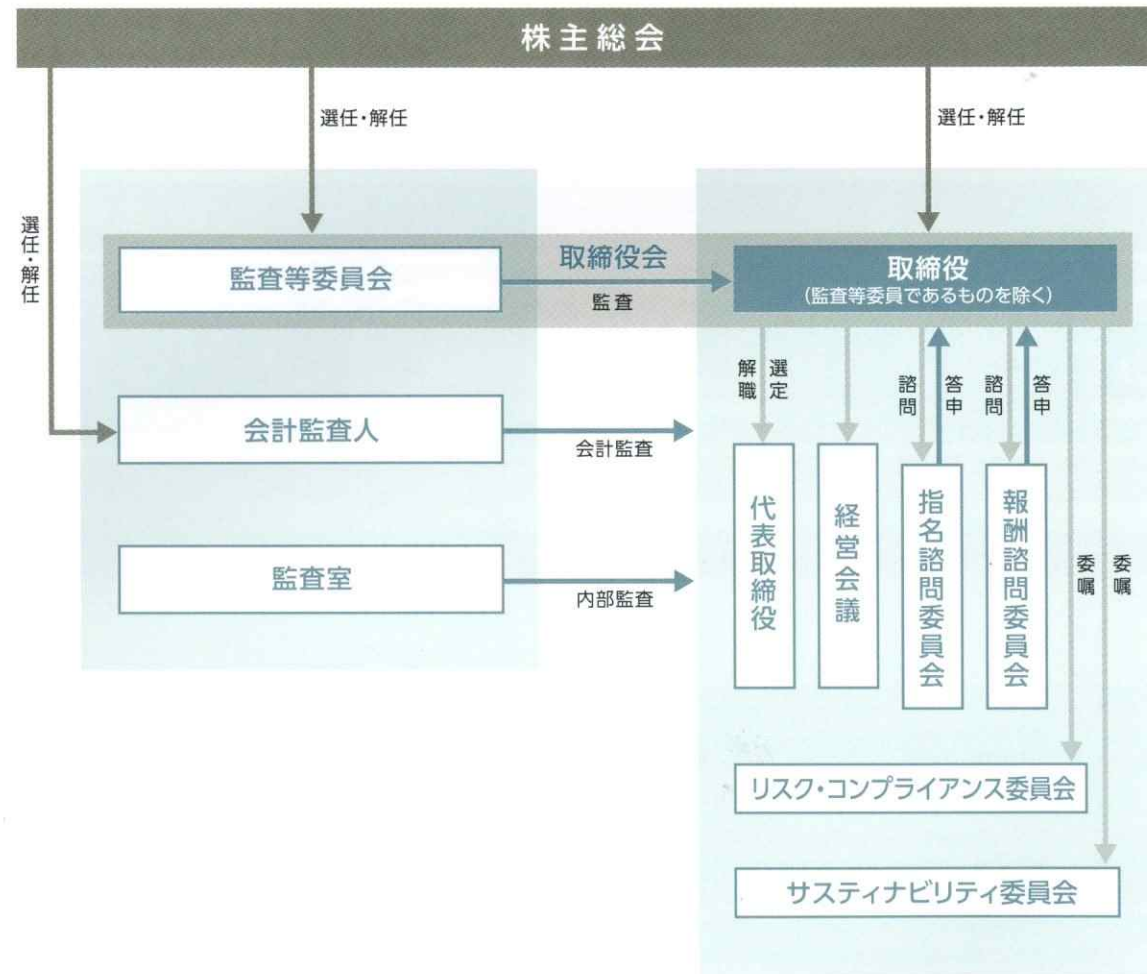 株主総会
選任・解任
選任・解任
選任・解任
監査等委員会
取締役会
監査
取締役
(監査等委員であるものを除く)
解職
選定
諮問
答申
諮問
答申
会計監査人
会計監査
監査室
内部監査
代表取締役
経営会議
指名諮問委員会
報酬諮問委員会
委嘱
委嘱
リスク・コンプライアンス委員会
サスティナビリティ委員会